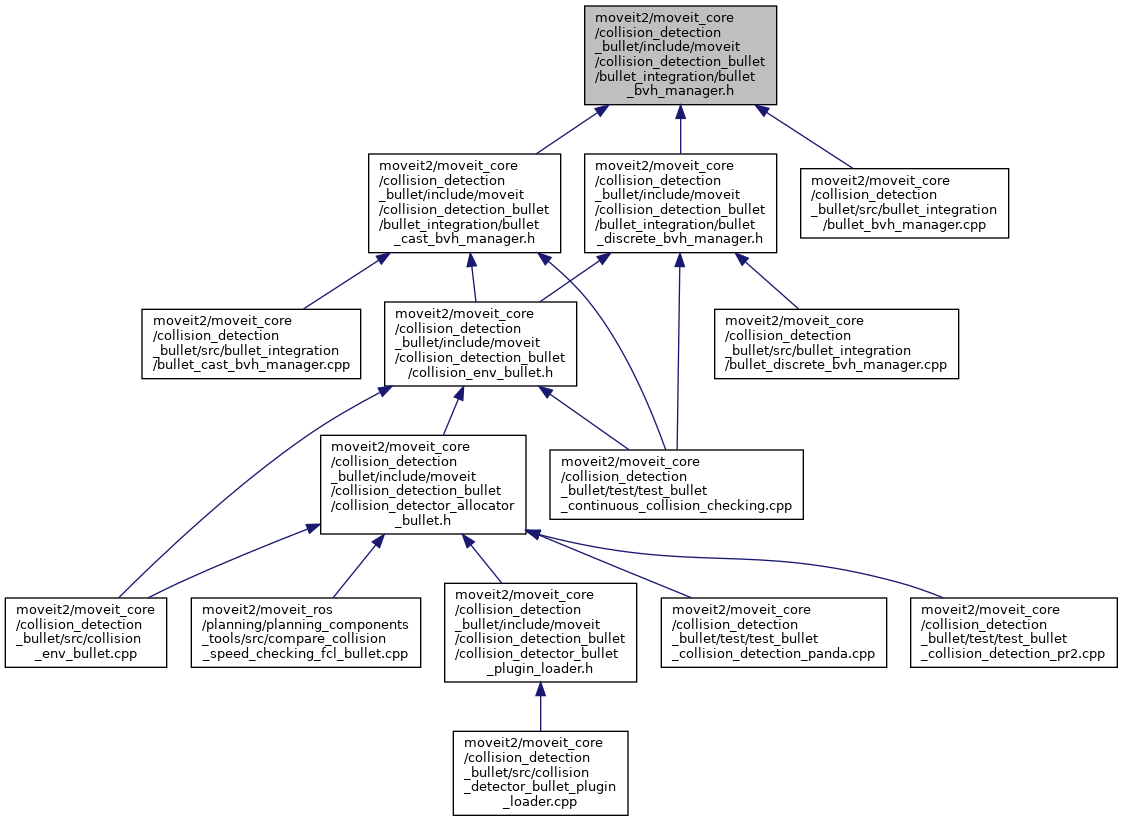 moveit2/moveit_core
/collision_detection
_bullet/include/moveit
/collision_detection_bullet
/bullet_integration/bullet
_bvh_manager.h
moveit2/moveit_core
/collision_detection
_bullet/include/moveit
/collision_detection_bullet
/bullet_integration/bullet
_cast_bvh_manager.h
moveit2/moveit_core
/collision_detection
_bullet/include/moveit
/collision_detection_bullet
/bullet_integration/bullet
_discrete_bvh_manager.h
moveit2/moveit_core
/collision_detection
_bullet/src/bullet_integration
/bullet_bvh_manager.cpp
moveit2/moveit_core
/collision_detection
_bullet/src/bullet_integration
/bullet_cast_bvh_manager.cpp
moveit2/moveit_core
/collision_detection
_bullet/include/moveit
/collision_detection_bullet
/collision_env_bullet.h
moveit2/moveit_core
/collision_detection
_bullet/src/bullet_integration
/bullet_discrete_bvh_manager.cpp
moveit2/moveit_core
/collision_detection
_bullet/include/moveit
/collision_detection_bullet
/collision_detector_allocator
_bullet.h
moveit2/moveit_core
/collision_detection
_bullet/test/test_bullet
_continuous_collision_checking.cpp
moveit2/moveit_core
/collision_detection
_bullet/src/collision
_env_bullet.cpp
moveit2/moveit_ros
/planning/planning_components
_tools/src/compare_collision
_speed_checking_fcl_bullet.cpp
moveit2/moveit_core
/collision_detection
_bullet/include/moveit
/collision_detection_bullet
/collision_detector_bullet
_plugin_loader.h
moveit2/moveit_core
/collision_detection
_bullet/test/test_bullet
_collision_detection_panda.cpp
moveit2/moveit_core
/collision_detection
_bullet/test/test_bullet
_collision_detection_pr2.cpp
moveit2/moveit_core
/collision_detection
_bullet/src/collision
_detector_bullet_plugin
_loader.cpp